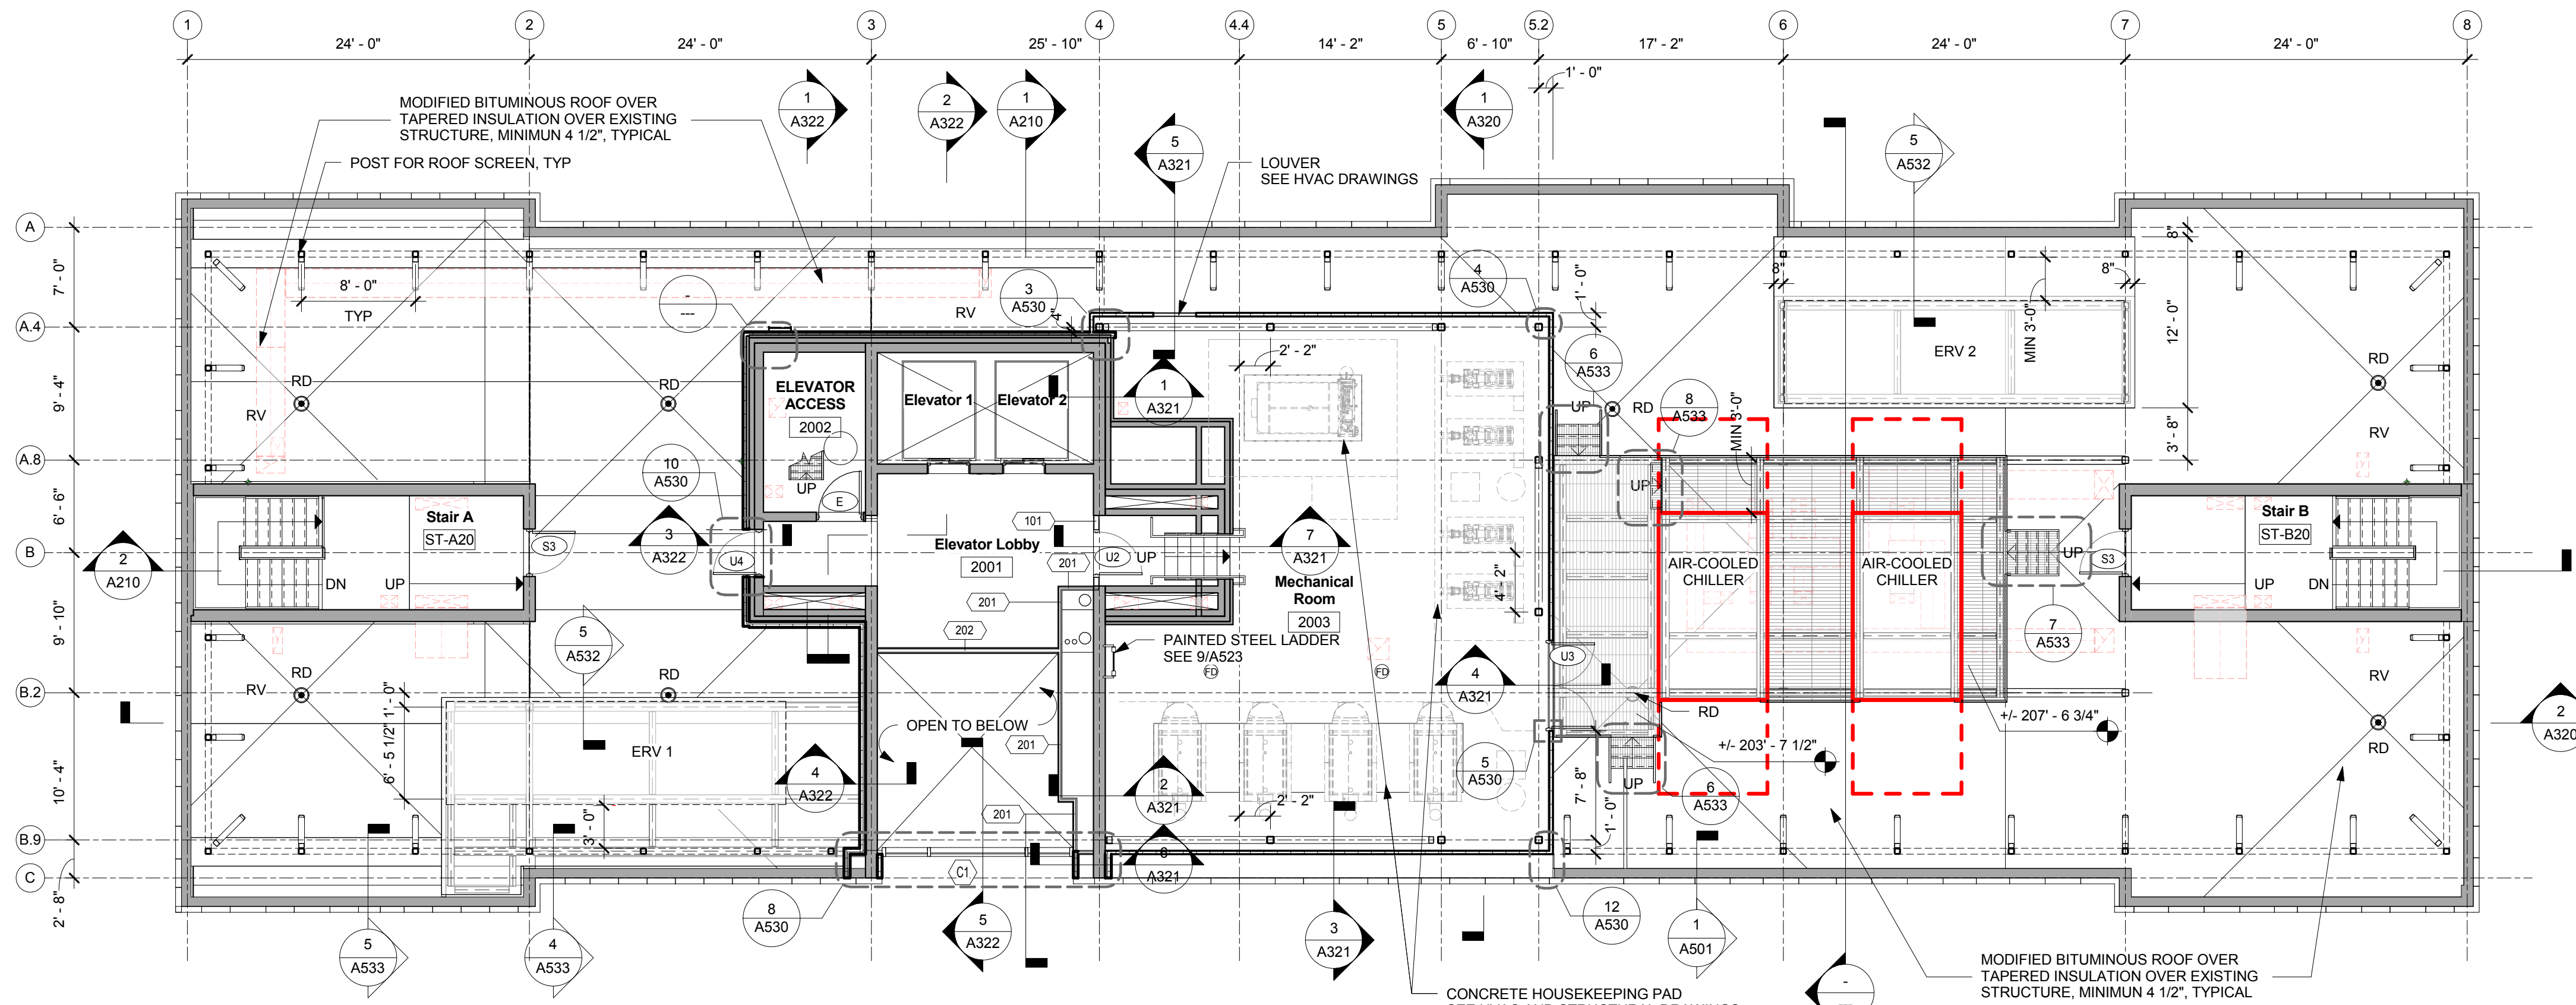 1
2
3
4
4.4
5
5.2
6
7
8
24' - 0"
24' - 0"
25' - 10"
14' - 2"
6' - 10"
17' - 2"
24' - 0"
24' - 0"
1' - 0"
MODIFIED BITUMINOUS ROOF OVER
TAPERED INSULATION OVER EXISTING
STRUCTURE, MINIMUN 4 1/2", TYPICAL
POST FOR ROOF SCREEN, TYP
1
A322
2
A322
1
A210
5
A321
1
A320
5
A532
LOUVER
SEE HVAC DRAWINGS
A
A.4
A.8
B
B.2
B.9
C
7' - 0"
9' - 4"
6' - 6"
9' - 10"
10' - 4"
2' - 8"
8' - 0"
TYP
-
---
RV
3
A530
4"
4
A530
1' - 0"
8"
8"
8"
MIN 3'-0"
12' - 0"
3' - 8"
ERV 2
RD
RV
RD
RV
RD
ELEVATOR
ACCESS
2002
UP
E
Elevator 1
Elevator 2
1
A321
2' - 2"
6
A533
UP
RD
8
A533
MIN 3'-0"
UP
10
A530
3
A322
U4
Stair A
ST-A20
DN
UP
S3
2
A210
101
Elevator Lobby
2001
201
U2
UP
201
202
7
A321
Mechanical
Room
2003
4' - 2"
AIR-COOLED
CHILLER
AIR-COOLED
CHILLER
UP
S3
7
A533
Stair B
ST-B20
UP
DN
PAINTED STEEL LADDER
SEE 9/A523
FD
FD
U3
4
A321
RD
RV
RD
RD
5
A532
6' - 5 1/2"
1' - 0"
ERV 1
3' - 0"
OPEN TO BELOW
201
4
A322
201
2
A321
6
A321
2' - 2"
5
A530
7' - 8"
1' - 0"
UP
6
A533
+/- 203' - 7 1/2"
+/- 207' - 6 3/4"
RV
RD
2
A320
C1
8
A530
5
A322
5
A533
4
A533
3
A321
12
A530
1
A501
-
CONCRETE HOUSEKEEPING PAD
MODIFIED BITUMINOUS ROOF OVER
TAPERED INSULATION OVER EXISTING
STRUCTURE, MINIMUN 4 1/2", TYPICAL